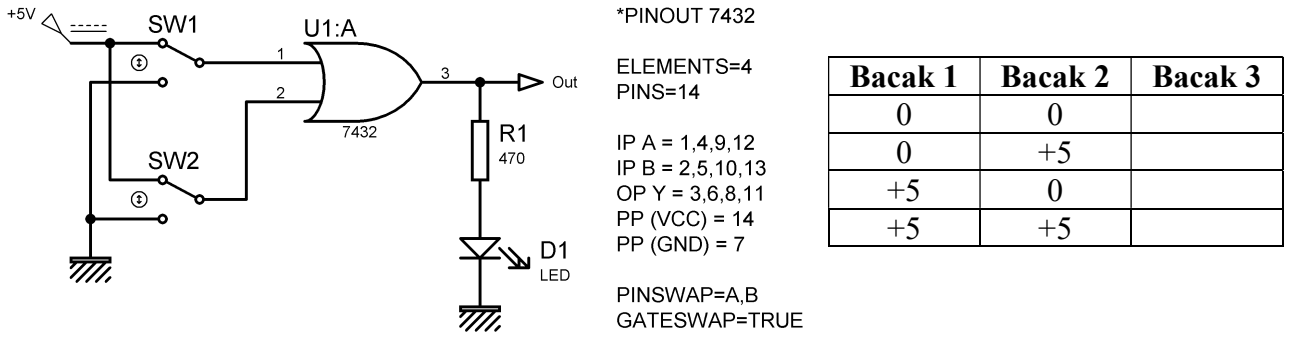 +5V
SW1
U1:A
1
2
3
Out
7432
R1
470
SW2
D1
LED
*PINOUT 7432
ELEMENTS=4
PINS=14
IP A = 1,4,9,12
IP B = 2,5,10,13
OP Y = 3,6,8,11
PP (VCC) = 14
PP (GND) = 7
PINSWAP=A,B
GATESWAP=TRUE
Bacak 1 Bacak 2 Bacak 3
0 0
0 +5
+5 0
+5 +5